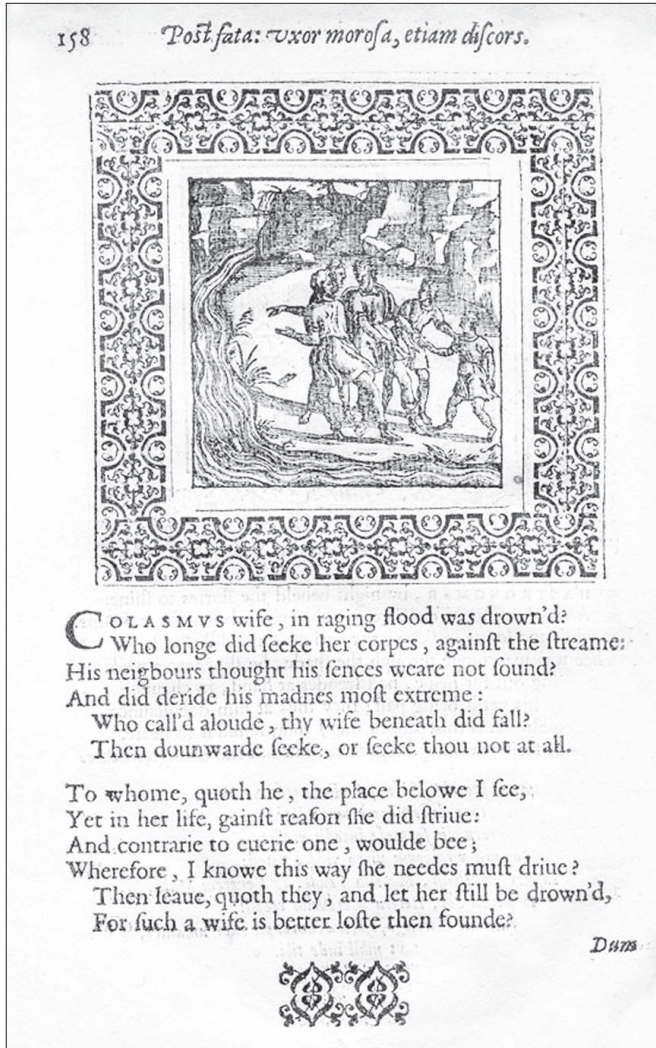 158 Post fata: vxor moroſa, etiam diſcors.
COLASMVS wife, in raging flood was drown'd?
Who longe did ſeeke her corpes, againſt the ſtreame:
His neigbours thought his ſences weare not ſound?
And did deride his madnes moſt extreme:
Who call'd aloude, thy wife beneath did fall?
Then dounwarde ſeeke, or ſeeke thou not at all.
To whome, quoth he, the place belowe I ſee,
Yet in her life, gainſt reaſon ſhe did ſtriue:
And contrarie to euerie one, woulde bee;
Wherefore, I knowe this way ſhe needes muſt driue?
Then leaue, quoth they, and let her ſtill be drown'd,
For ſuch a wife is better loſte then founde?
Dum